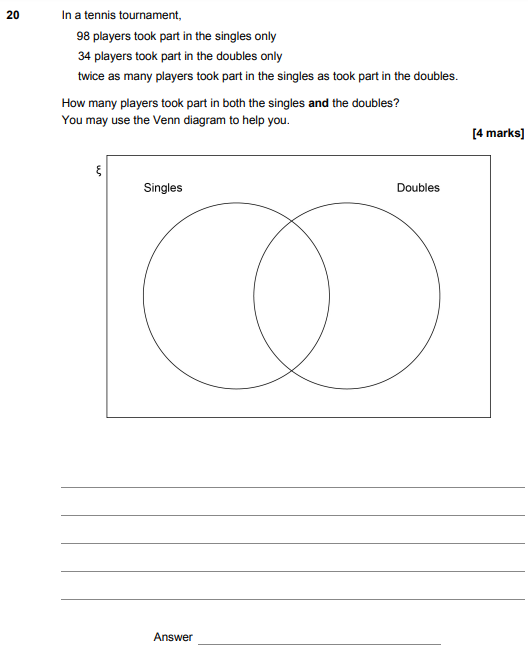 20 In a tennis tournament,
98 players took part in the singles only
34 players took part in the doubles only
twice as many players took part in the singles as took part in the doubles.
How many players took part in both the singles and the doubles?
You may use the Venn diagram to help you.
[4 marks]
ξ
Singles Doubles
Answer